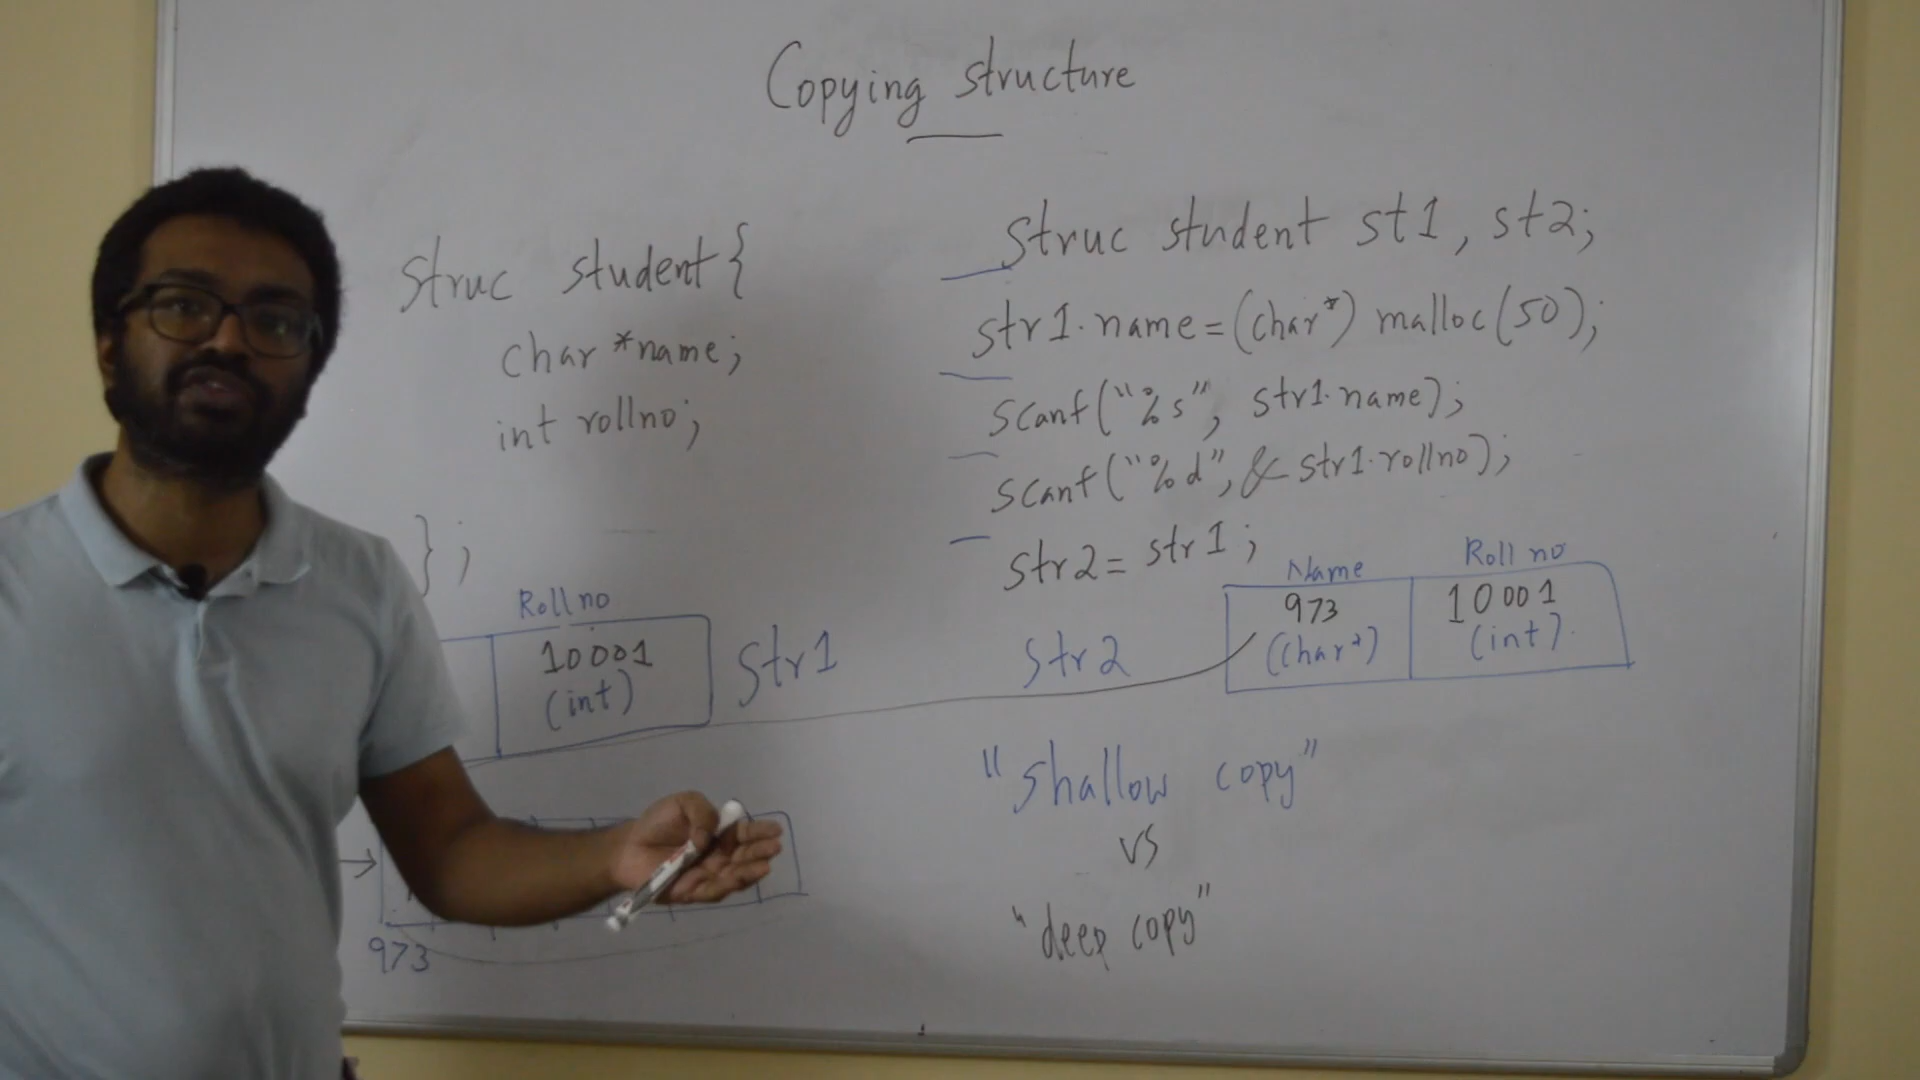 Copying structure
Struc student{
char *name;
int rollno;
};
Struc student st1, st2;
str1.name=(char*) malloc(50);
scanf("%s", str1.name);
scanf("%d", & str1.rollno);
str2= str1;
Roll no
10001
(int)
Str1
Str2
Name
Roll no
973
(char*)
10001
(int)
973
"Shallow copy"
vs
"deep copy"